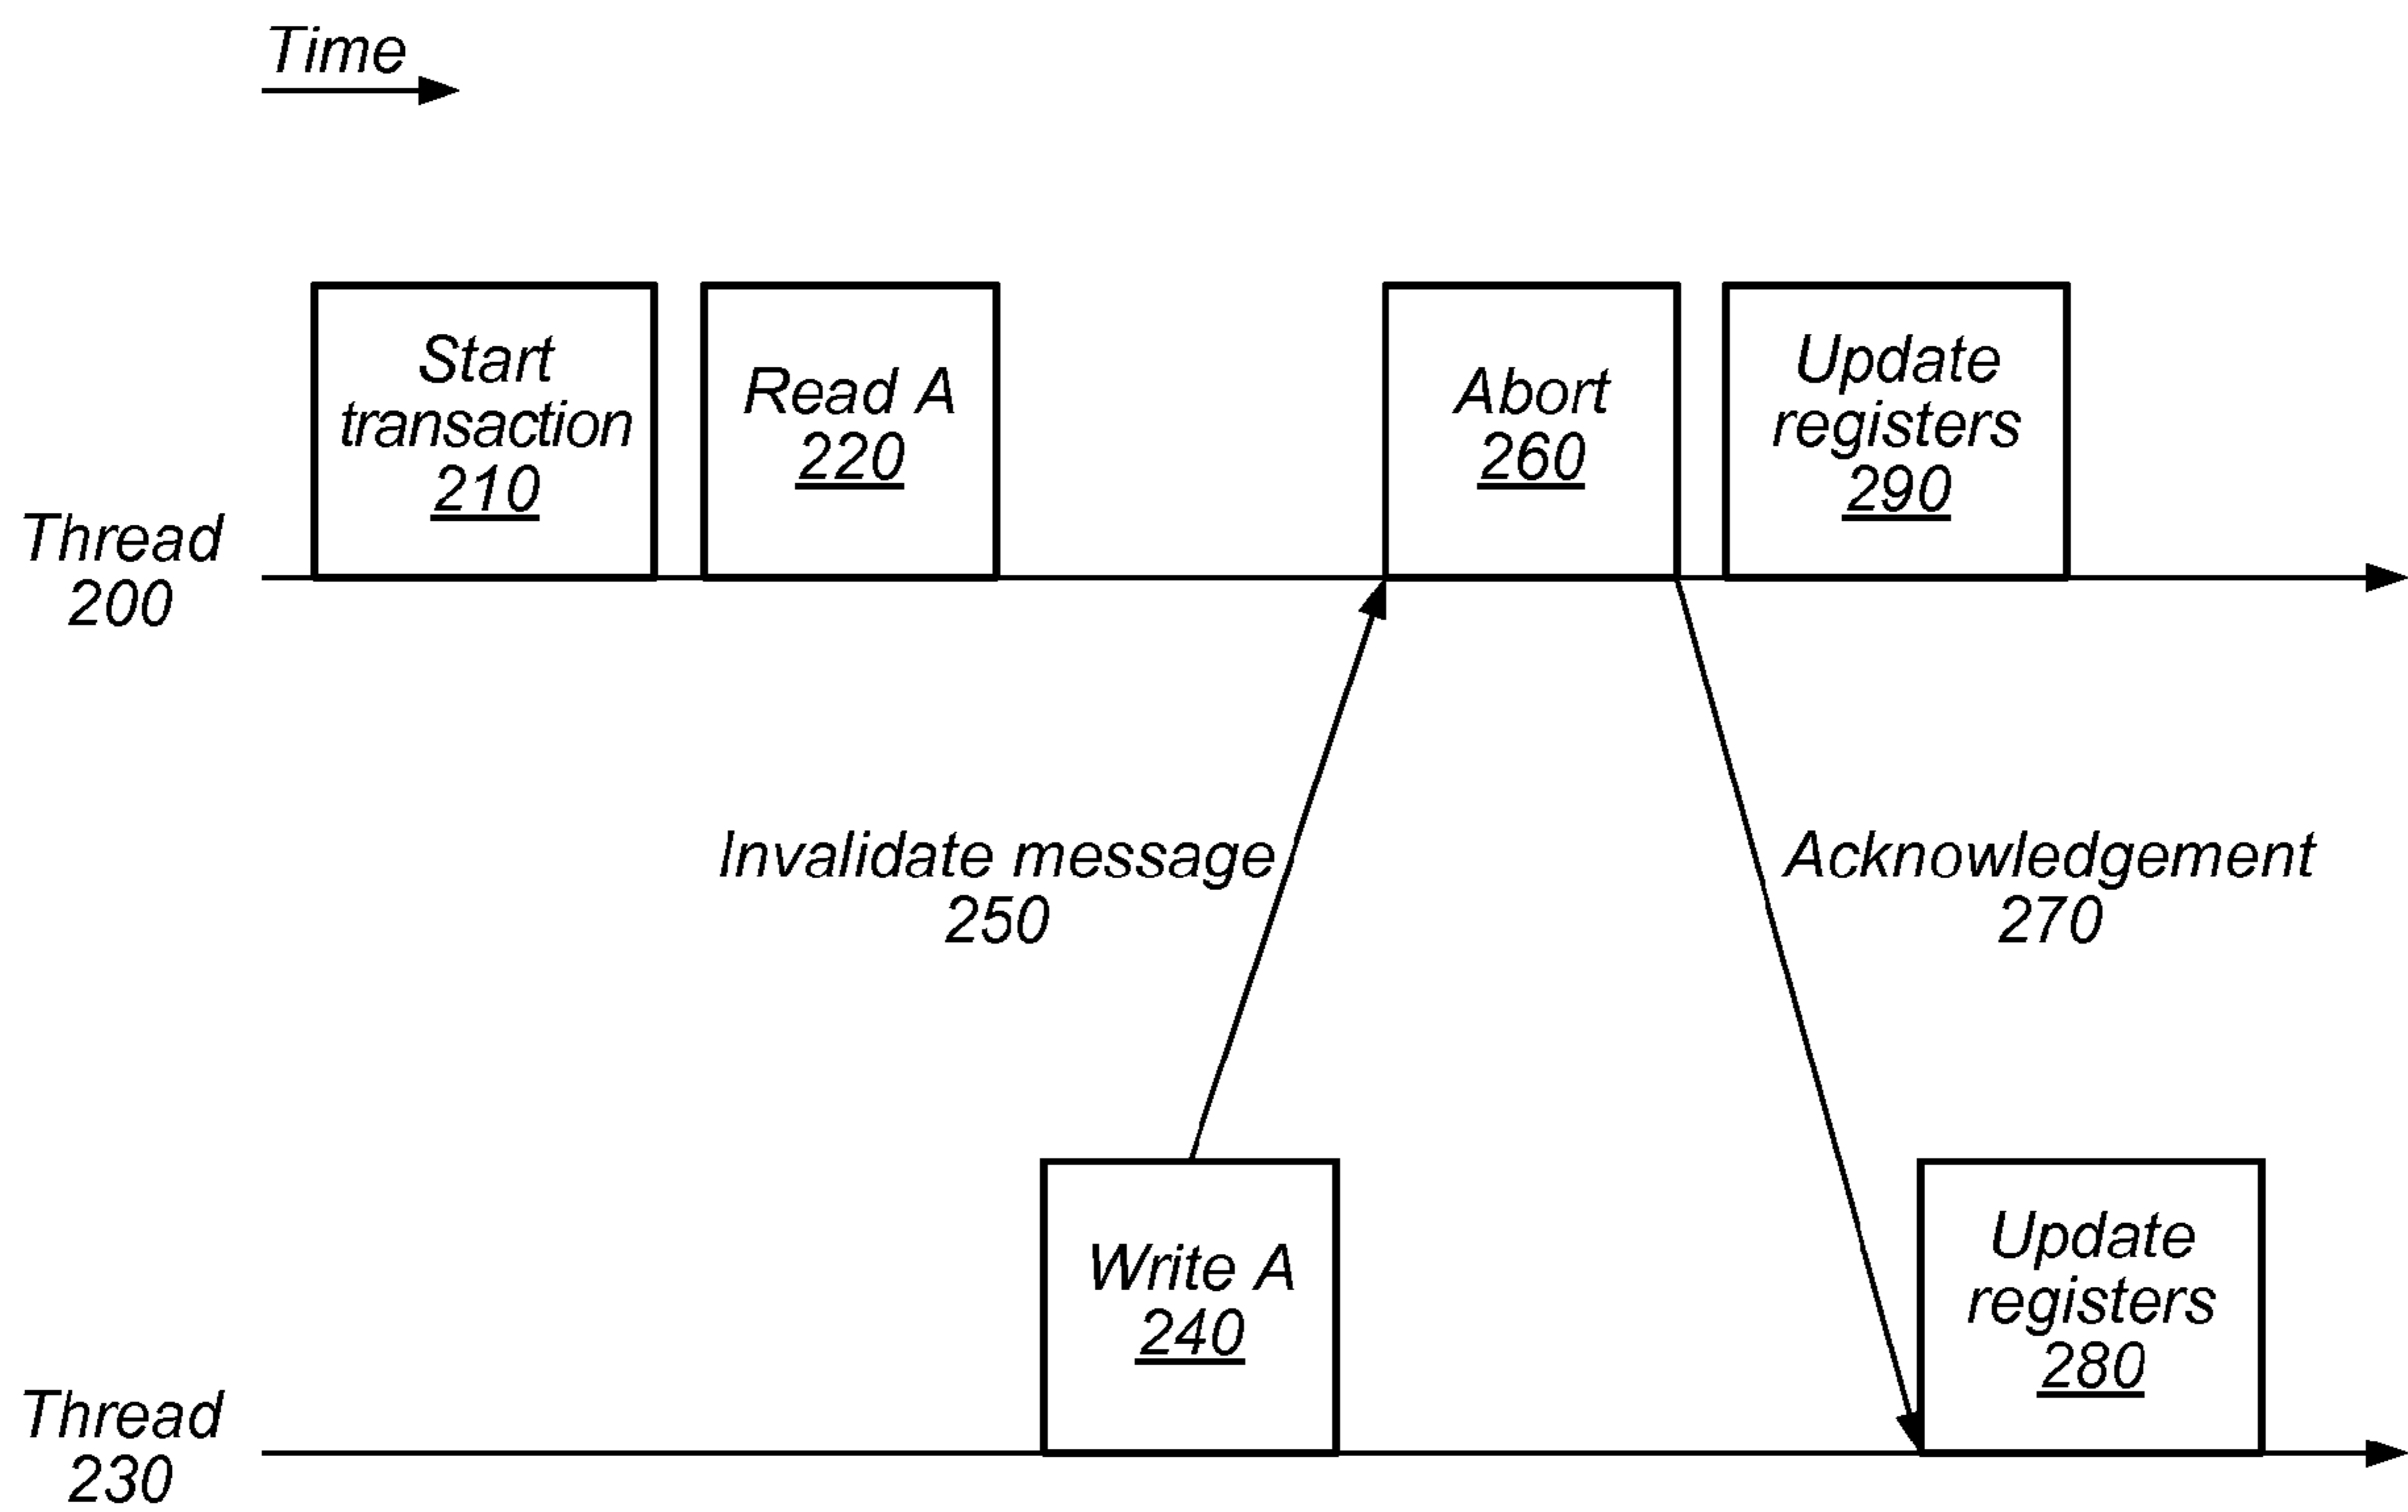 Time
Start
transaction
210
Read A
220
Abort
260
Update
registers
290
Thread
200
Invalidate message
250
Acknowledgement
270
Write A
240
Update
registers
280
Thread
230